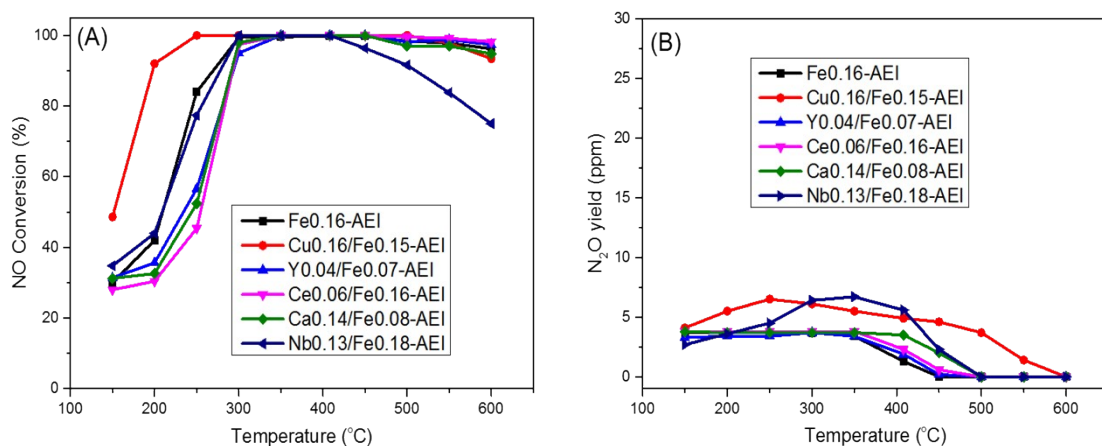 (A)
NO Conversion (%)
100
80
60
40
20
0
Fe0.16-AEI
Cu0.16/Fe0.15-AEI
Y0.04/Fe0.07-AEI
Ce0.06/Fe0.16-AEI
Ca0.14/Fe0.08-AEI
Nb0.13/Fe0.18-AEI
100 200 300 400 500 600
Temperature (°C)
(B)
N₂O yield (ppm)
30
25
20
15
10
5
0
Fe0.16-AEI
Cu0.16/Fe0.15-AEI
Y0.04/Fe0.07-AEI
Ce0.06/Fe0.16-AEI
Ca0.14/Fe0.08-AEI
Nb0.13/Fe0.18-AEI
100 200 300 400 500 600
Temperature (°C)